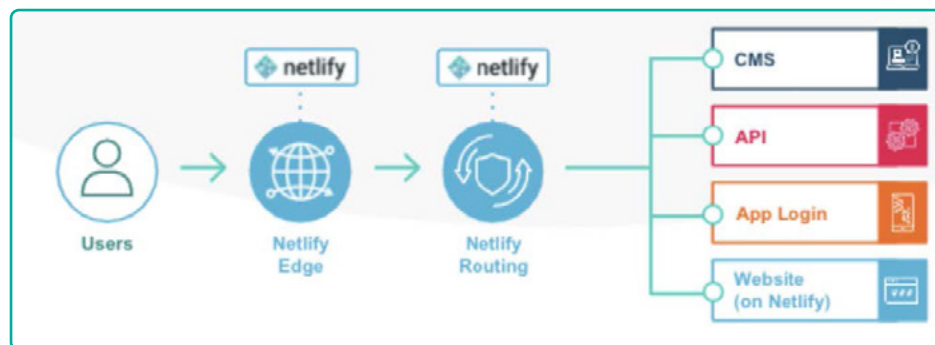 netlify
netlify
CMS
API
App Login
Website
(on Netlify)
Users
Netlify
Edge
Netlify
Routing